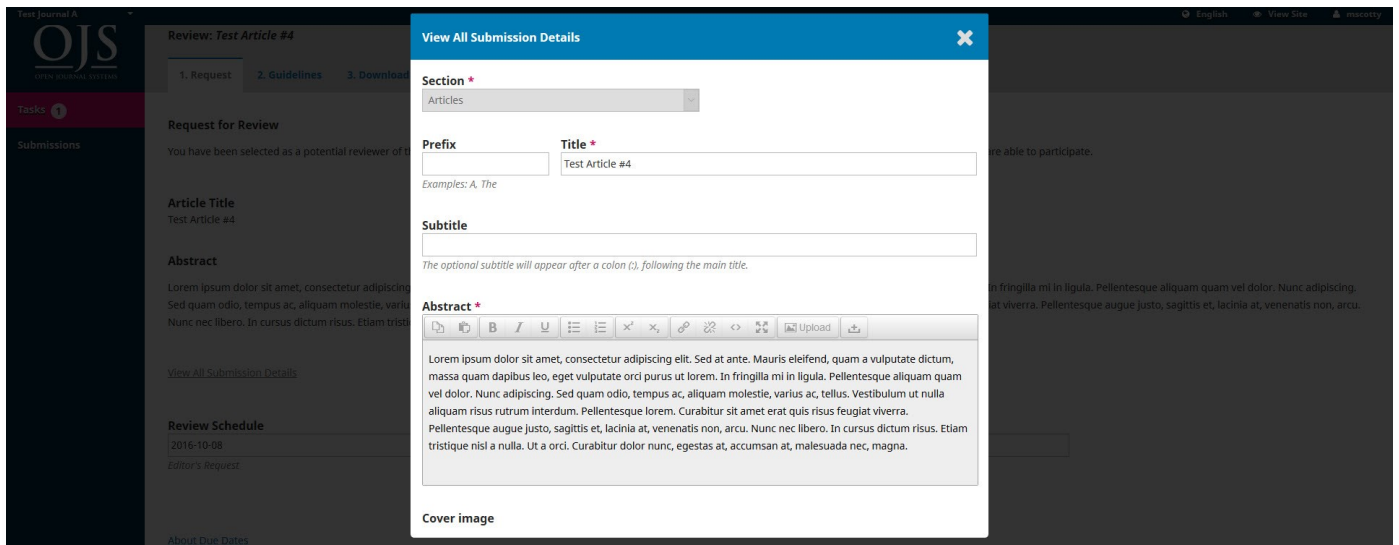 Test Journal A
English
View Site
mscotty
OJS
OPEN JOURNAL SYSTEMS
Tasks 1
Submissions
Review: Test Article #4
1. Request
2. Guidelines
3. Download
Request for Review
You have been selected as a potential reviewer of t
re able to participate.
Article Title
Test Article #4
Abstract
Lorem ipsum dolor sit amet, consectetur adipiscing
n fringilla mi in ligula. Pellentesque aliquam quam vel dolor. Nunc adipiscing.
Sed quam odio, tempus ac, aliquam molestie, variu
iat viverra. Pellentesque augue justo, sagittis et, lacinia at, venenatis non, arcu.
Nunc nec libero. In cursus dictum risus. Etiam tristi
View All Submission Details
Review Schedule
2016-10-08
Editor's Request
About Due Dates
View All Submission Details
Section *
Articles
Prefix
Title *
Test Article #4
Examples: A, The
Subtitle
The optional subtitle will appear after a colon (:), following the main title.
Abstract *
B I U x² x₂ Upload
Lorem ipsum dolor sit amet, consectetur adipiscing elit. Sed at ante. Mauris eleifend, quam a vulputate dictum,
massa quam dapibus leo, eget vulputate orci purus ut lorem. In fringilla mi in ligula. Pellentesque aliquam quam
vel dolor. Nunc adipiscing. Sed quam odio, tempus ac, aliquam molestie, varius ac, tellus. Vestibulum ut nulla
aliquam risus rutrum interdum. Pellentesque lorem. Curabitur sit amet erat quis risus feugiat viverra.
Pellentesque augue justo, sagittis et, lacinia at, venenatis non, arcu. Nunc nec libero. In cursus dictum risus. Etiam
tristique nisl a nulla. Ut a orci. Curabitur dolor nunc, egestas at, accumsan at, malesuada nec, magna.
Cover image